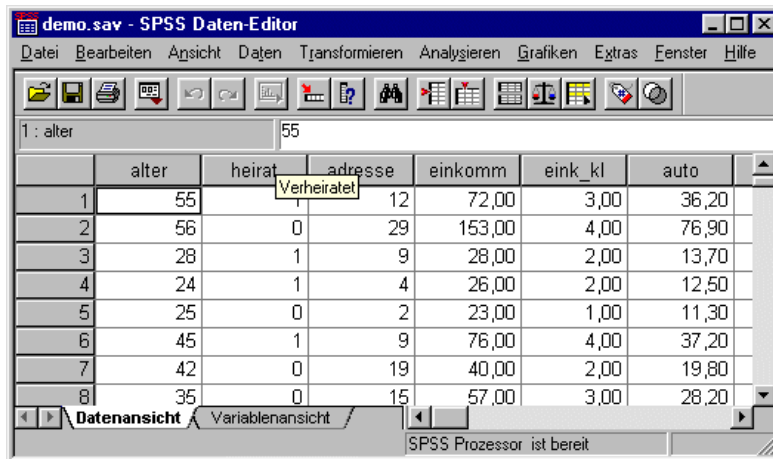 demo.sav - SPSS Daten-Editor
Datei Bearbeiten Ansicht Daten Transformieren Analysieren Grafiken Extras Fenster Hilfe
1 : alter 55
alter heirat adresse einkomm eink_kl auto
Verheiratet
1 55 1 12 72,00 3,00 36,20
2 56 0 29 153,00 4,00 76,90
3 28 1 9 28,00 2,00 13,70
4 24 1 4 26,00 2,00 12,50
5 25 0 2 23,00 1,00 11,30
6 45 1 9 76,00 4,00 37,20
7 42 0 19 40,00 2,00 19,80
8 35 0 15 57,00 3,00 28,20
Datenansicht Variablenansicht
SPSS Prozessor ist bereit